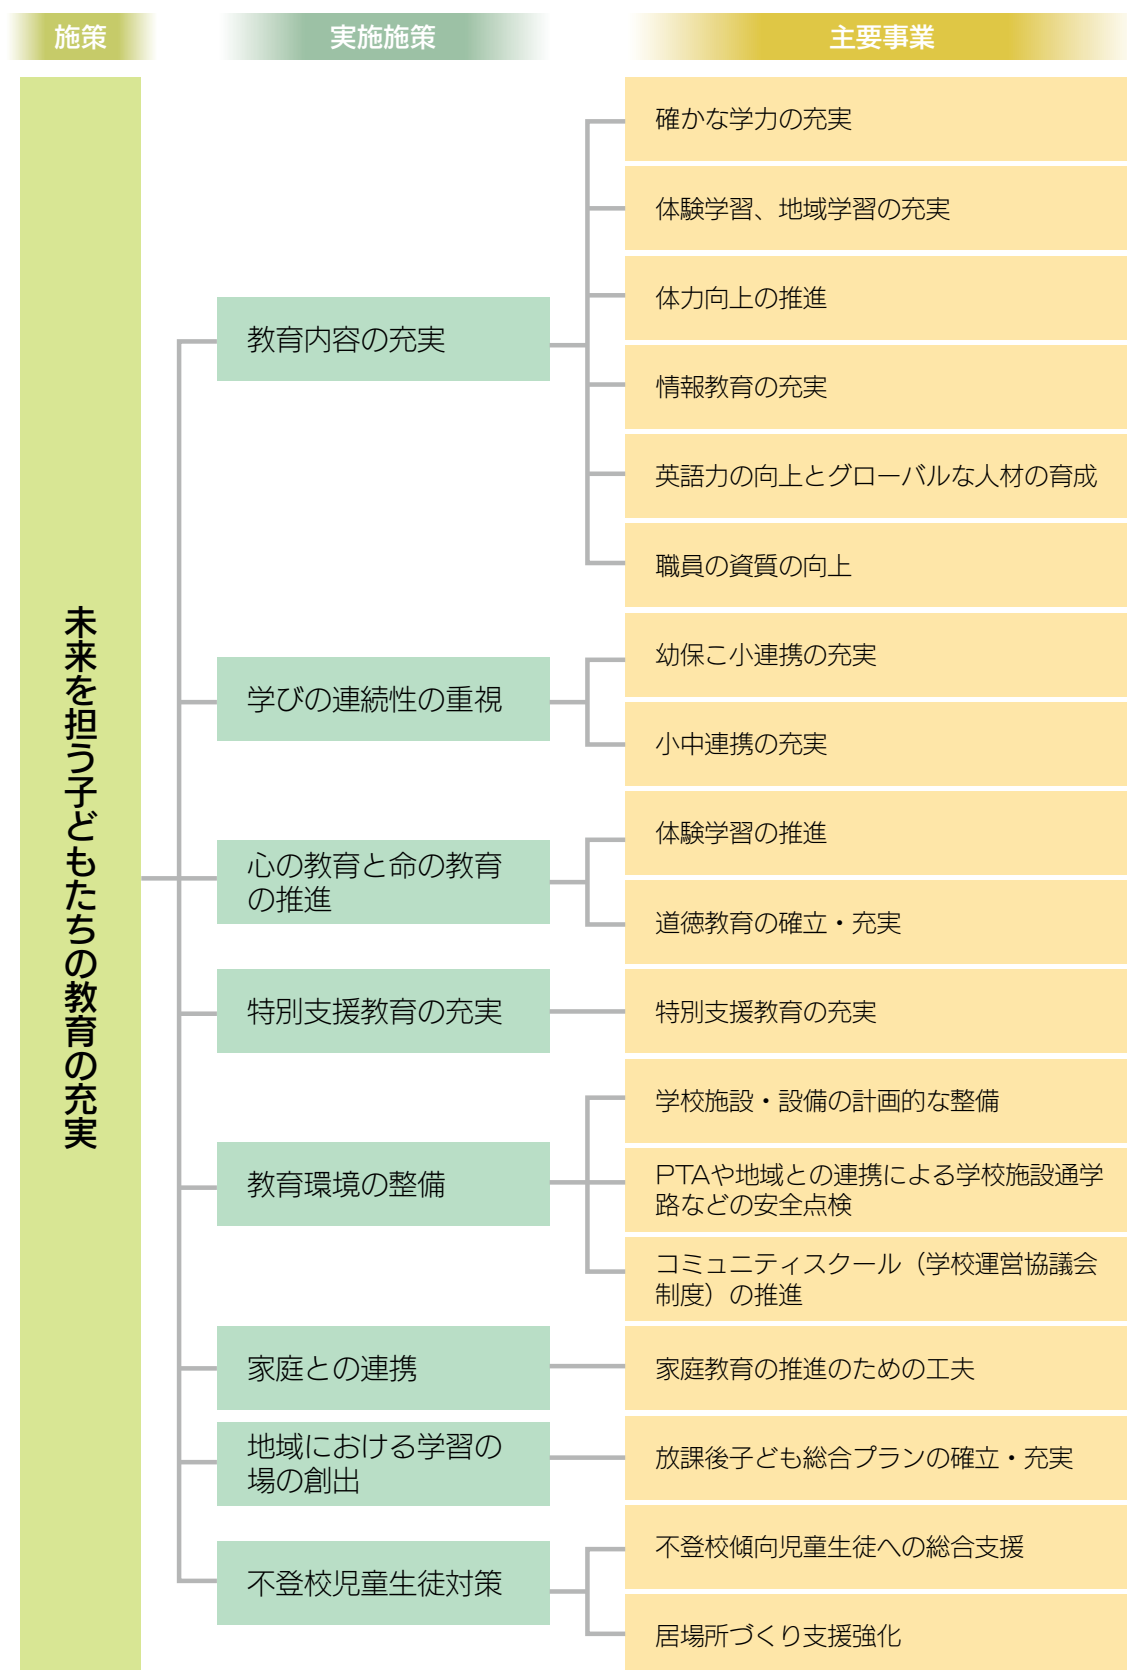 施策
実施施策
主要事業
未来を担う子どもたちの教育の充実
教育内容の充実
確かな学力の充実
体験学習、地域学習の充実
体力向上の推進
情報教育の充実
英語力の向上とグローバルな人材の育成
職員の資質の向上
学びの連続性の重視
幼保こ小連携の充実
小中連携の充実
心の教育と命の教育
の推進
体験学習の推進
道徳教育の確立・充実
特別支援教育の充実
特別支援教育の充実
教育環境の整備
学校施設・設備の計画的な整備
PTAや地域との連携による学校施設通学
路などの安全点検
コミュニティスクール（学校運営協議会
制度）の推進
家庭との連携
家庭教育の推進のための工夫
地域における学習の
場の創出
放課後子ども総合プランの確立・充実
不登校児童生徒対策
不登校傾向児童生徒への総合支援
居場所づくり支援強化